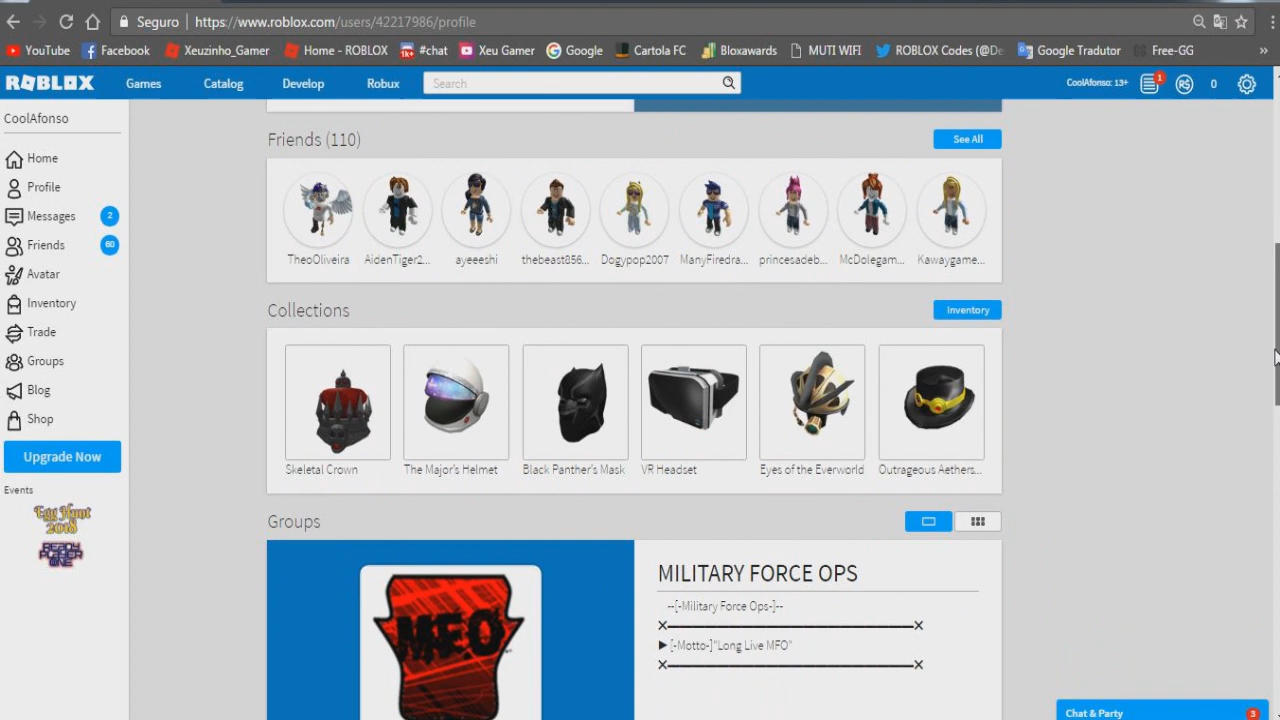 Seguro https://www.roblox.com/users/42217986/profile
YouTube Facebook Xeuzinho_Gamer Home - ROBLOX #chat Xeu Gamer Google Cartola FC Bloxawards MUTI WIFI ROBLOX Codes (@De Google Tradutor Free-GG »
ROBLOX Games Catalog Develop Robux Search CoolAfonso: 13+ 1 R$ 0
CoolAfonso
Home
Profile
Messages 2
Friends 60
Avatar
Inventory
Trade
Groups
Blog
Shop
Upgrade Now
Events
Egg Hunt
2018
READY
PLAYER
ONE
Friends (110) See All
TheoOliveira AidenTiger2... ayeeeshi thebeast856... Dogypop2007 ManyFiredra... princesadeb... McDolegam... Kawaygame...
Collections Inventory
Skeletal Crown The Major's Helmet Black Panther's Mask VR Headset Eyes of the Everworld Outrageous Aethers...
Groups
MFO
MILITARY FORCE OPS
--[-Military Force Ops-]--
[-Motto-]"Long Live MFO"
Chat & Party 3